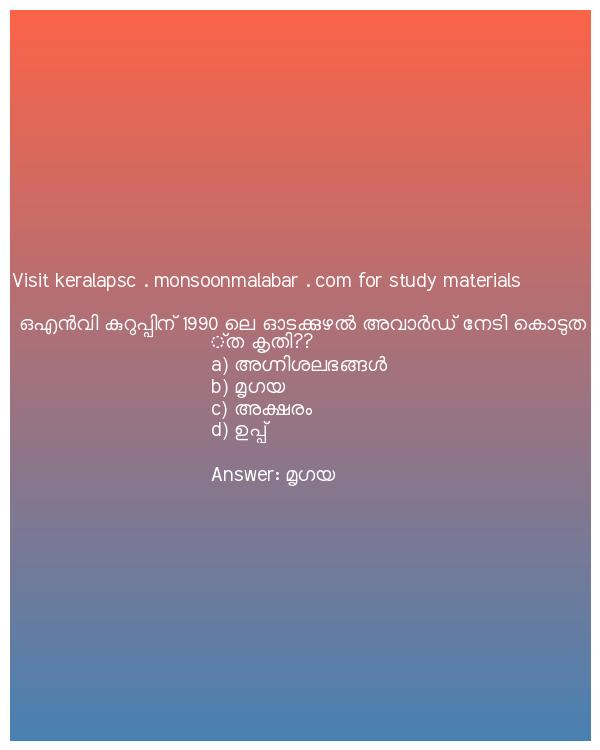 Visit keralapsc . monsoonmalabar . com for study materials
ഒഎൻവി കുറുപ്പിന് 1990 ലെ ഓടക്കുഴൽ അവാർഡ് നേടി കൊടുത
്ത കൃതി??
a) അഗ്നിശലഭങ്ങൾ
b) മൃഗയ
c) അക്ഷരം
d) ഉപ്പ്
Answer: മൃഗയ